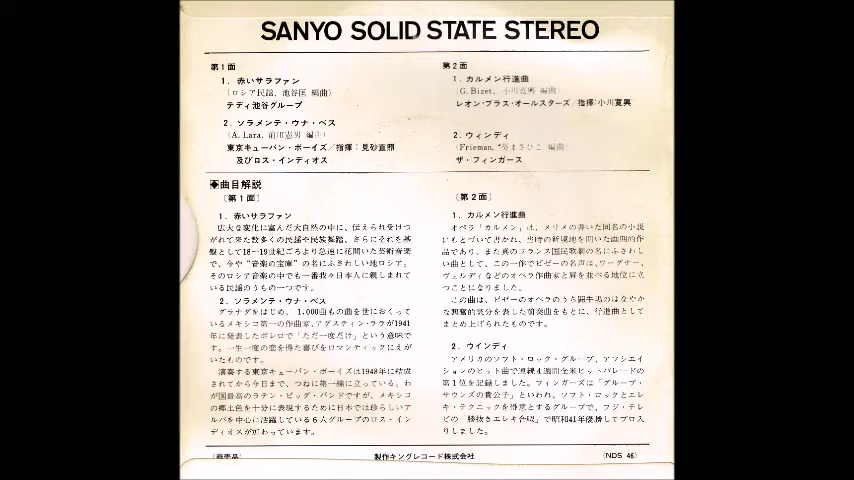 SANYO SOLID STATE STEREO
第1面
1. 赤いサラファン
(ロシア民謡、池谷匡 編曲)
テディ池谷グループ
2. ソラメンテ・ウナ・ベス
(A. Lara, 前田憲男 編曲)
東京キューバン・ボーイズ/指揮:見砂直照
及びロス・インディオス
第2面
1. カルメン行進曲
(G. Bizet, 小川寛興 編曲)
レオン・ブラス・オールスターズ/指揮:小川寛興
2. ウィンディ
(Frieman, 奏まさひこ 編曲)
ザ・フィンガース
曲目解説
〔第1面〕
1. 赤いサラファン
広大な変化に富んだ大自然の中に、伝えられ受けつ
がれて来た数多くの民謡や民族舞踏、さらにそれを基
盤として18〜19世紀ごろより急速に花開いた芸術音楽
で、今や“音楽の宝庫”の名にふさわしい地ロシア。
そのロシア音楽の中でも一番我々日本人に親しまれて
いる民謡のうもの一つです。
2. ソラメンテ・ウナ・ベス
グラナダをはじめ、1,000曲もの曲を世におくって
いるメキシコ第一の作曲家、アグスティン・ララが1941
年に発表したボレロで「ただ一度だけ」という意味で
す。一生一度の恋を得た喜びをロマンティックにえが
いたものです。
演奏する東京キューバン・ボーイズは1948年に結成
されてから今日まで、つねに第一線に立っている。わ
が国最高のラテン・ビッグ・バンドですが、メキシコ
の郷土色を十分に表現するために日本では珍らしいア
ルパを中心に活躍している6人グループのロス・イン
ディオスが加わっています。
〔第2面〕
1. カルメン行進曲
オペラ「カルメン」は、メリメの書いた同名の小説
にもとづいて書かれ、当時の新境地を開いた画期的作
品であり、また真のフランス国民歌劇の名にふさわし
い曲として、この一作でビゼーの名声は、ワーグナー、
ヴェルディなどのオペラ作曲家と肩を並べる地位に立
つことになりました。
この曲は、ビゼーのオペラのうち闘牛場のはなやか
な興奮的気分を表した前奏曲をもとに、行進曲として
まとめ上げられたものです。
2. ウインディ
アメリカのソフト・ロック・グループ、アソシエイ
ションのヒット曲で連続4週間全米ヒットパレードの
第1位を記録しました。フィンガーズは「グループ・
サウンズの貴公子」といわれ、ソフト・ロックとエレ
キ・テクニックを得意とするグループで、フジ・テレ
ビの「勝抜きエレキ合戦」で昭和41年優勝してプロ入
りしました。
(非売品)
製作キングレコード株式会社
(NDS 46)